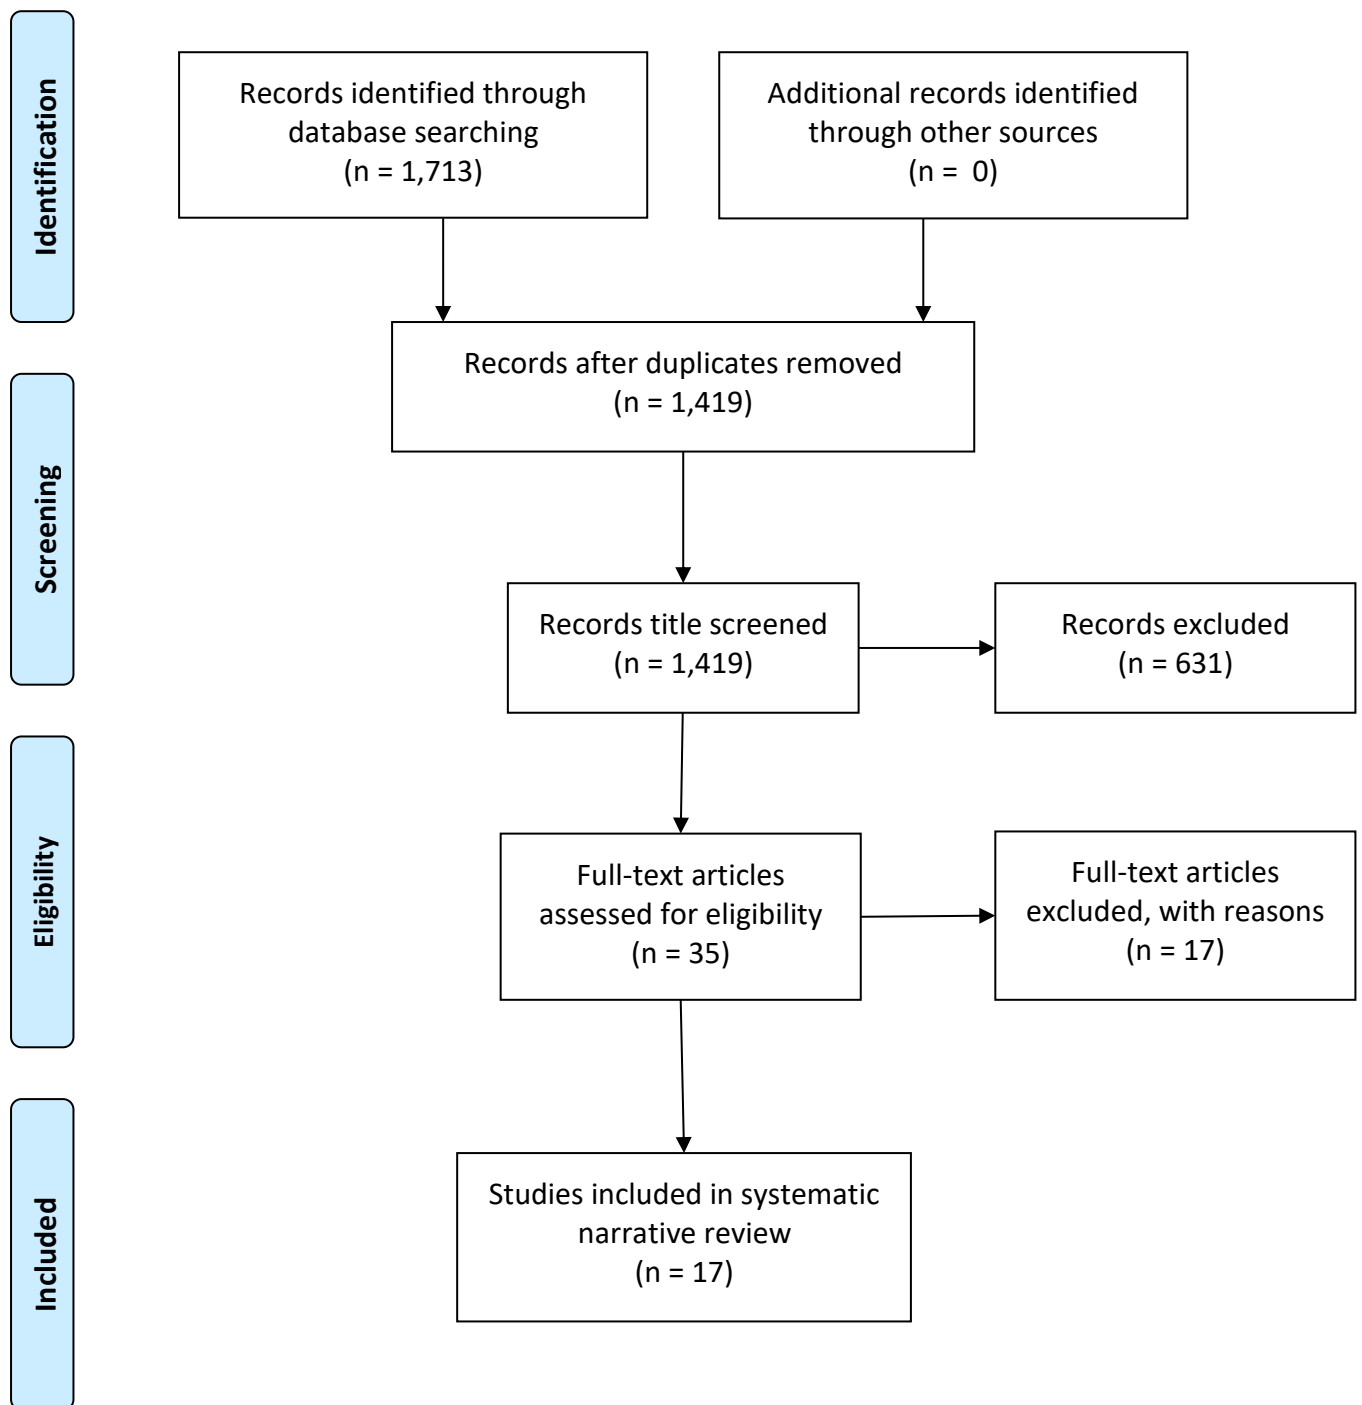 Identification
Records identified through
database searching
(n = 1,713)
Additional records identified
through other sources
(n =  0)
Records after duplicates removed
(n = 1,419)
Screening
Records title screened
(n = 1,419)
Records excluded
(n = 631)
Eligibility
Full-text articles
assessed for eligibility
(n = 35)
Full-text articles
excluded, with reasons
(n = 17)
Included
Studies included in systematic
narrative review
(n = 17)